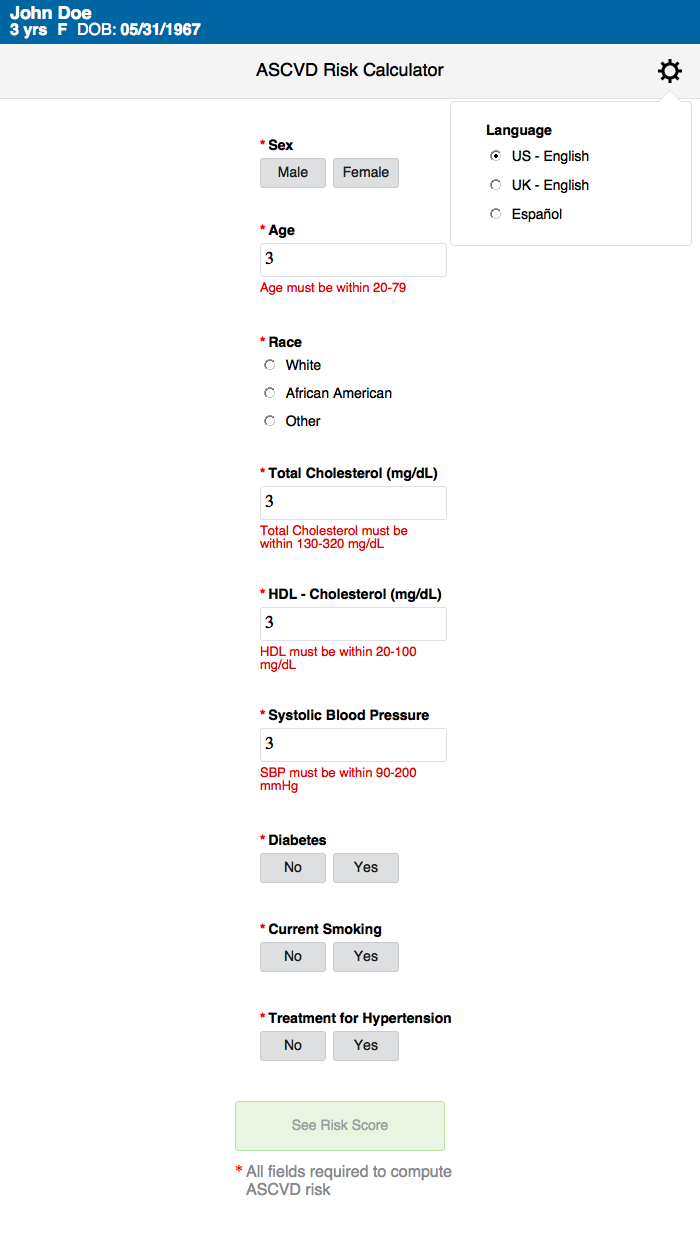 John Doe
3 yrs F DOB: 05/31/1967
ASCVD Risk Calculator
Language
US - English
UK - English
Español
* Sex
Male Female
* Age
3
Age must be within 20-79
* Race
White
African American
Other
* Total Cholesterol (mg/dL)
3
Total Cholesterol must be
within 130-320 mg/dL
* HDL - Cholesterol (mg/dL)
3
HDL must be within 20-100
mg/dL
* Systolic Blood Pressure
3
SBP must be within 90-200
mmHg
* Diabetes
No Yes
* Current Smoking
No Yes
* Treatment for Hypertension
No Yes
See Risk Score
* All fields required to compute
ASCVD risk